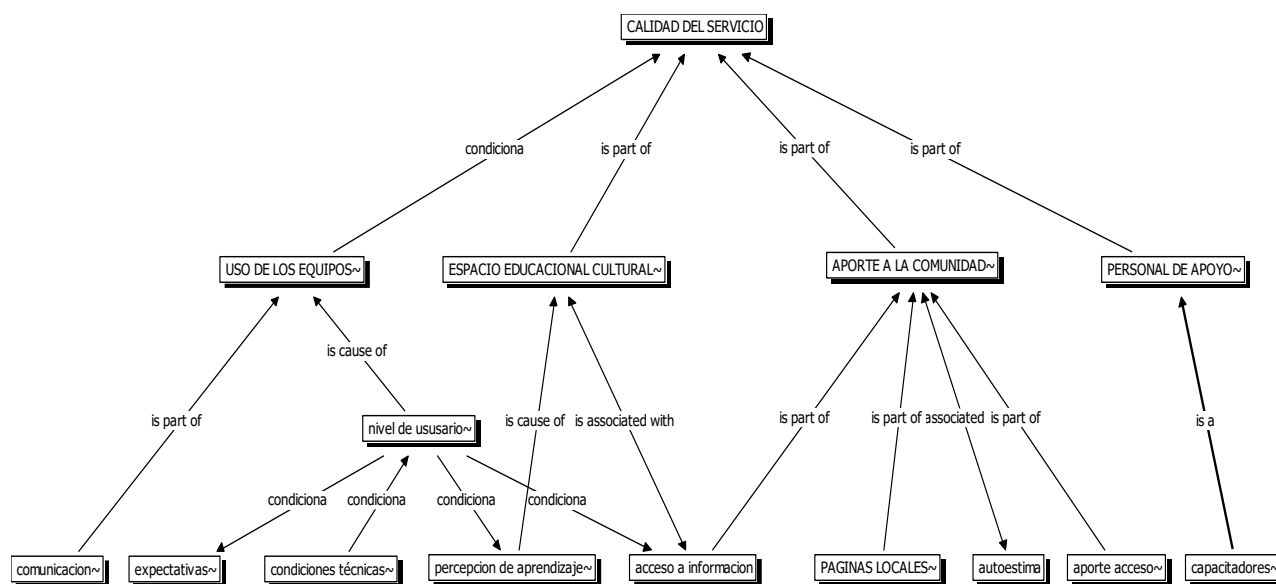 CALIDAD DEL SERVICIO
condiciona
is part of
is part of
is part of
USO DE LOS EQUIPOS~
ESPACIO EDUCACIONAL CULTURAL~
APORTE A LA COMUNIDAD~
PERSONAL DE APOYO~
is cause of
is part of
is cause of
is associated with
is part of
is part of
associated
is part of
is a
nivel de ususario~
condiciona
condiciona
condiciona
condiciona
comunicacion~
expectativas~
condiciones técnicas~
percepcion de aprendizaje~
acceso a informacion
PAGINAS LOCALES~
autoestima
aporte acceso~
capacitadores~